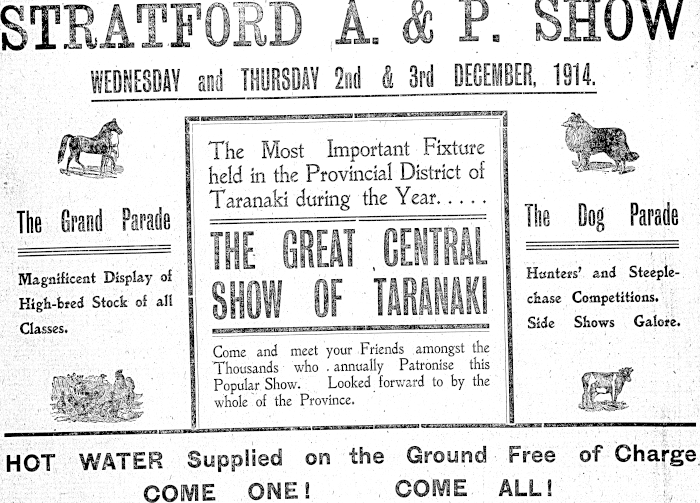 STRATFORD A. & P. SHOW
WEDNESDAY and THURSDAY 2nd & 3rd DECEMBER, 1914.
The Grand Parade
Magnificent Display of
High-bred Stock of all
Classes.
The Most Important Fixture
held in the Provincial District of
Taranaki during the Year.....
THE GREAT CENTRAL
SHOW OF TARANAKI
Come and meet your Friends amongst the
Thousands who annually Patronise this
Popular Show. Looked forward to by the
whole of the Province.
The Dog Parade
Hunters' and Steeple-
chase Competitions.
Side Shows Galore.
HOT WATER Supplied on the Ground Free of Charge
COME ONE! COME ALL!